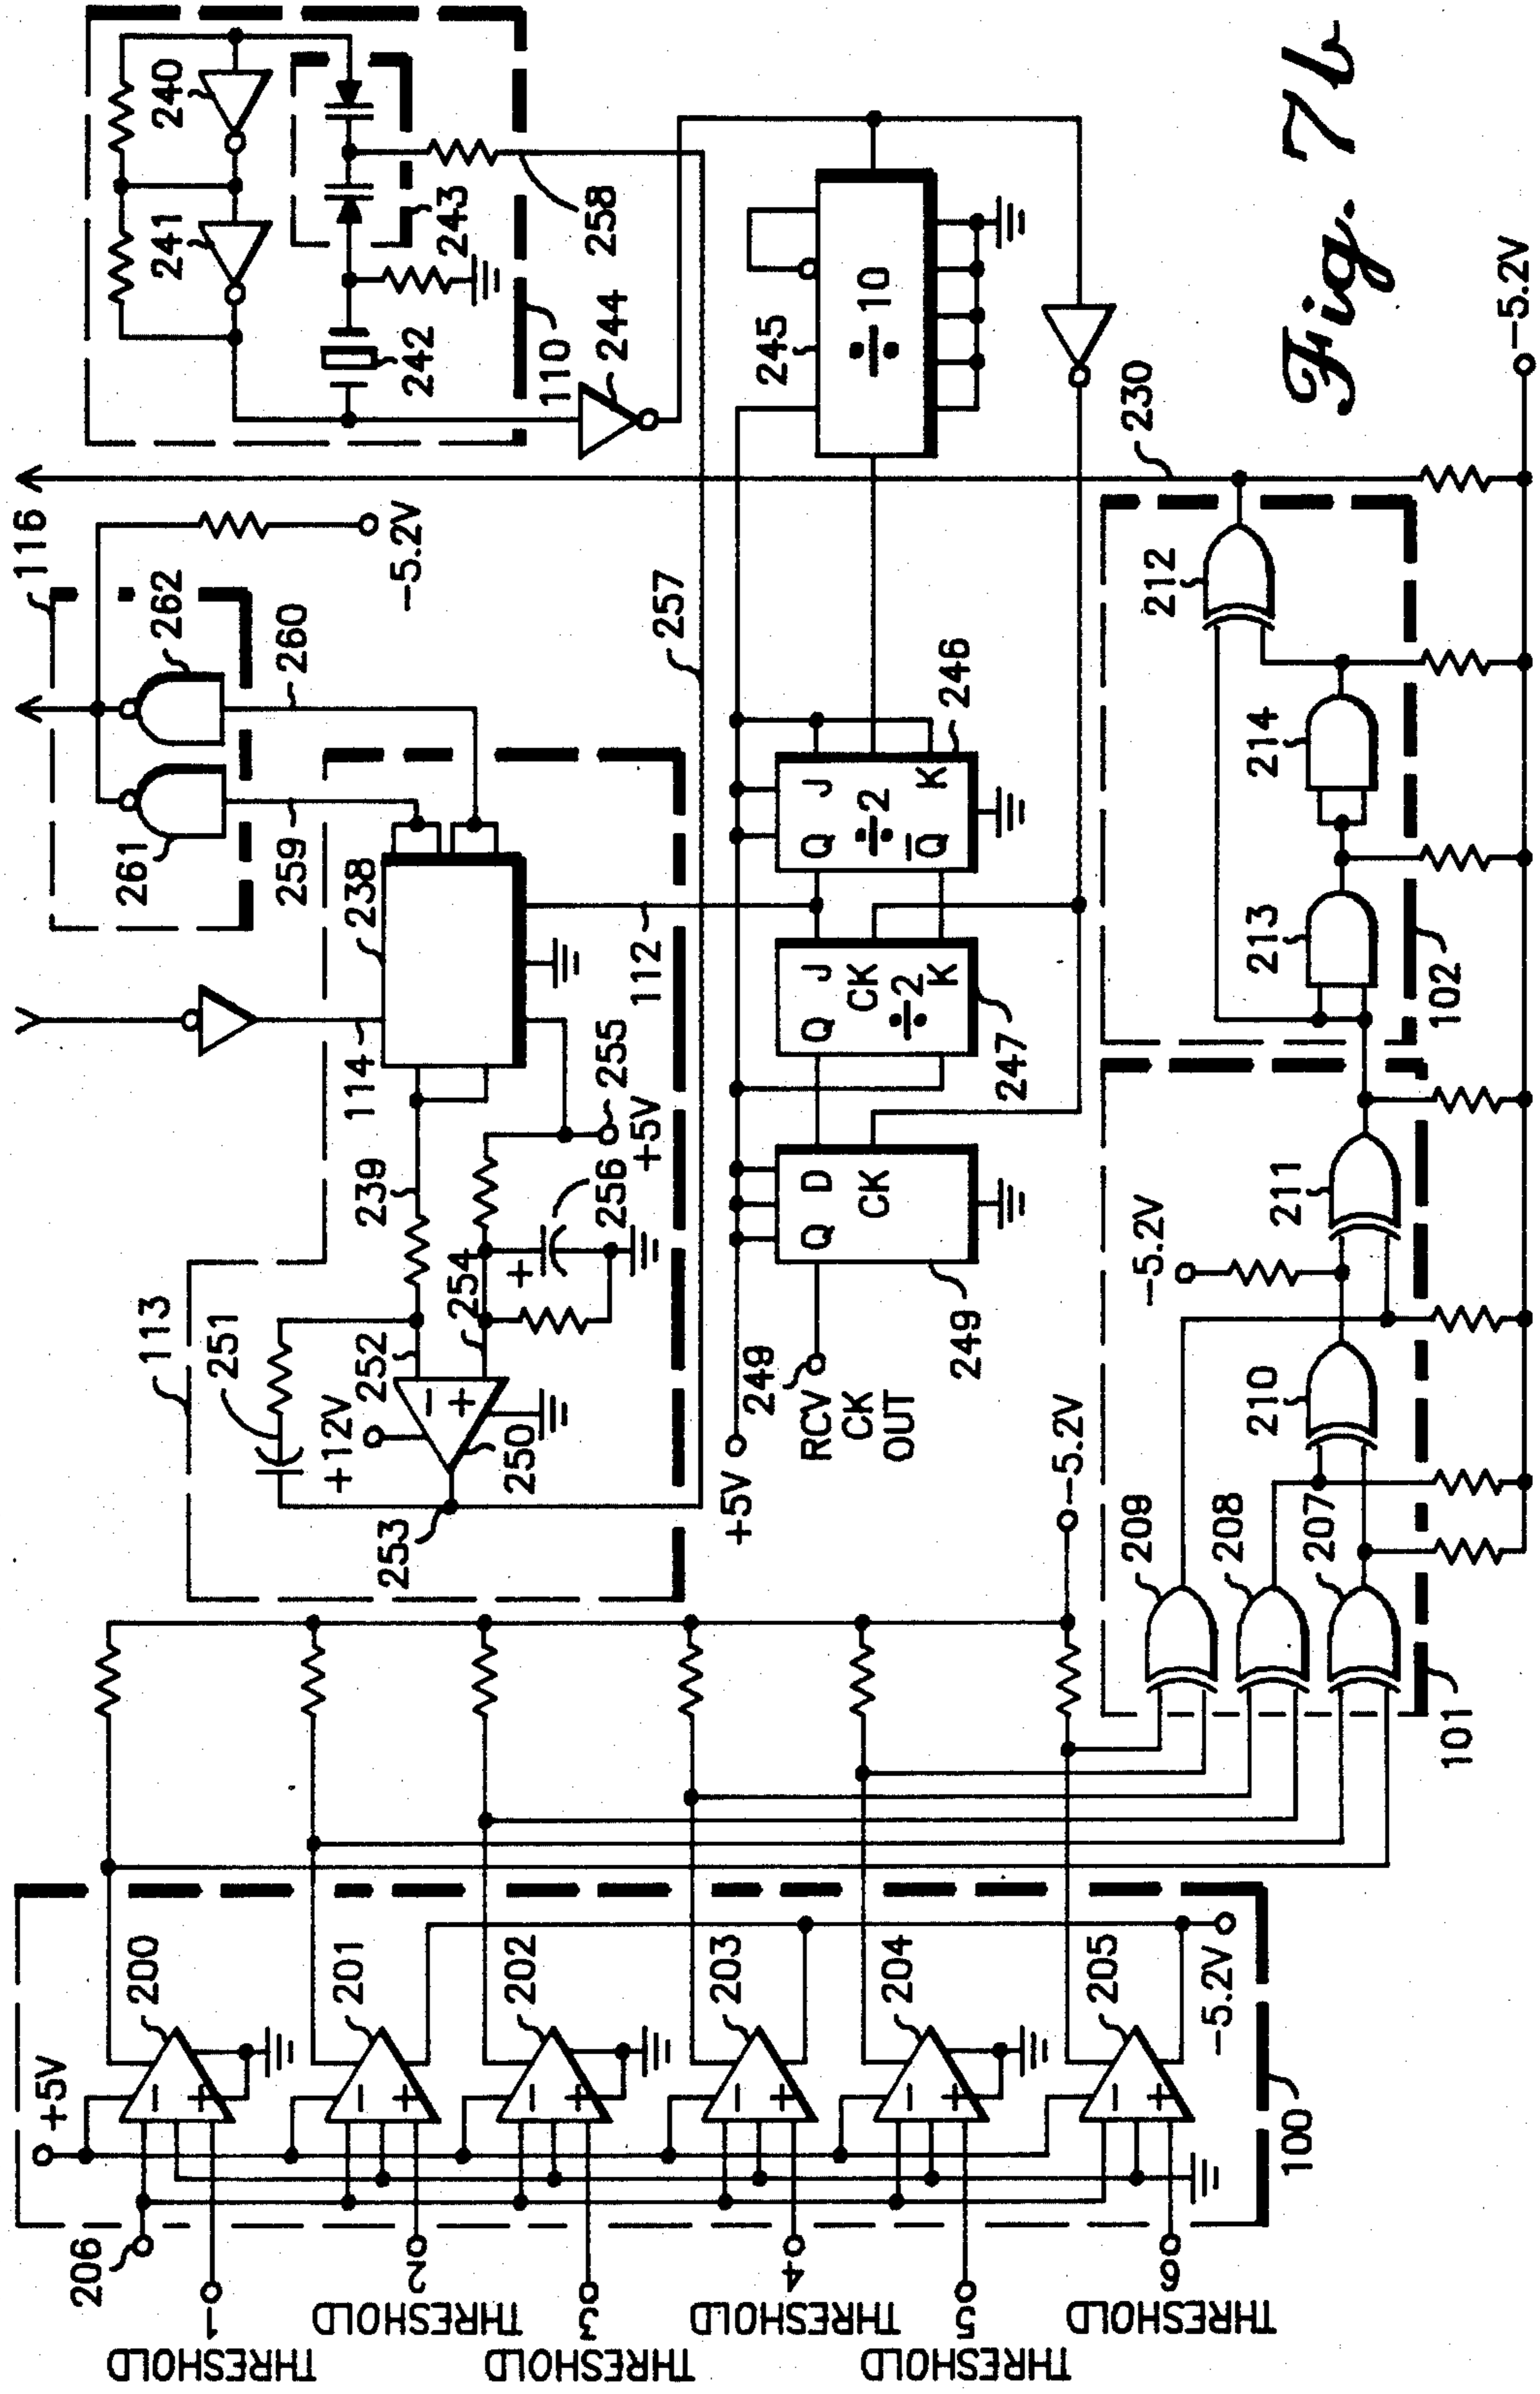 116
240
241
243
242
258
110
244
262
-5.2V
260
261
259
238
257
114
112
113
239
255
+5V
256
251
252
254
+12V
250
253
245
÷10
230
J
Q
÷2
Q
K
246
J
CK
Q
÷2
K
247
D
CK
Q
249
249
RCV
CK
OUT
+5V
-5.2V
212
214
213
102
211
-5.2V
210
209
208
207
101
-5.2V
+5V
200
- +
201
- +
202
- +
203
- +
204
- +
205
- +
-5.2V
100
206
1
THRESHOLD
2
THRESHOLD
3
THRESHOLD
4
THRESHOLD
5
THRESHOLD
6
THRESHOLD
Fig. 7b